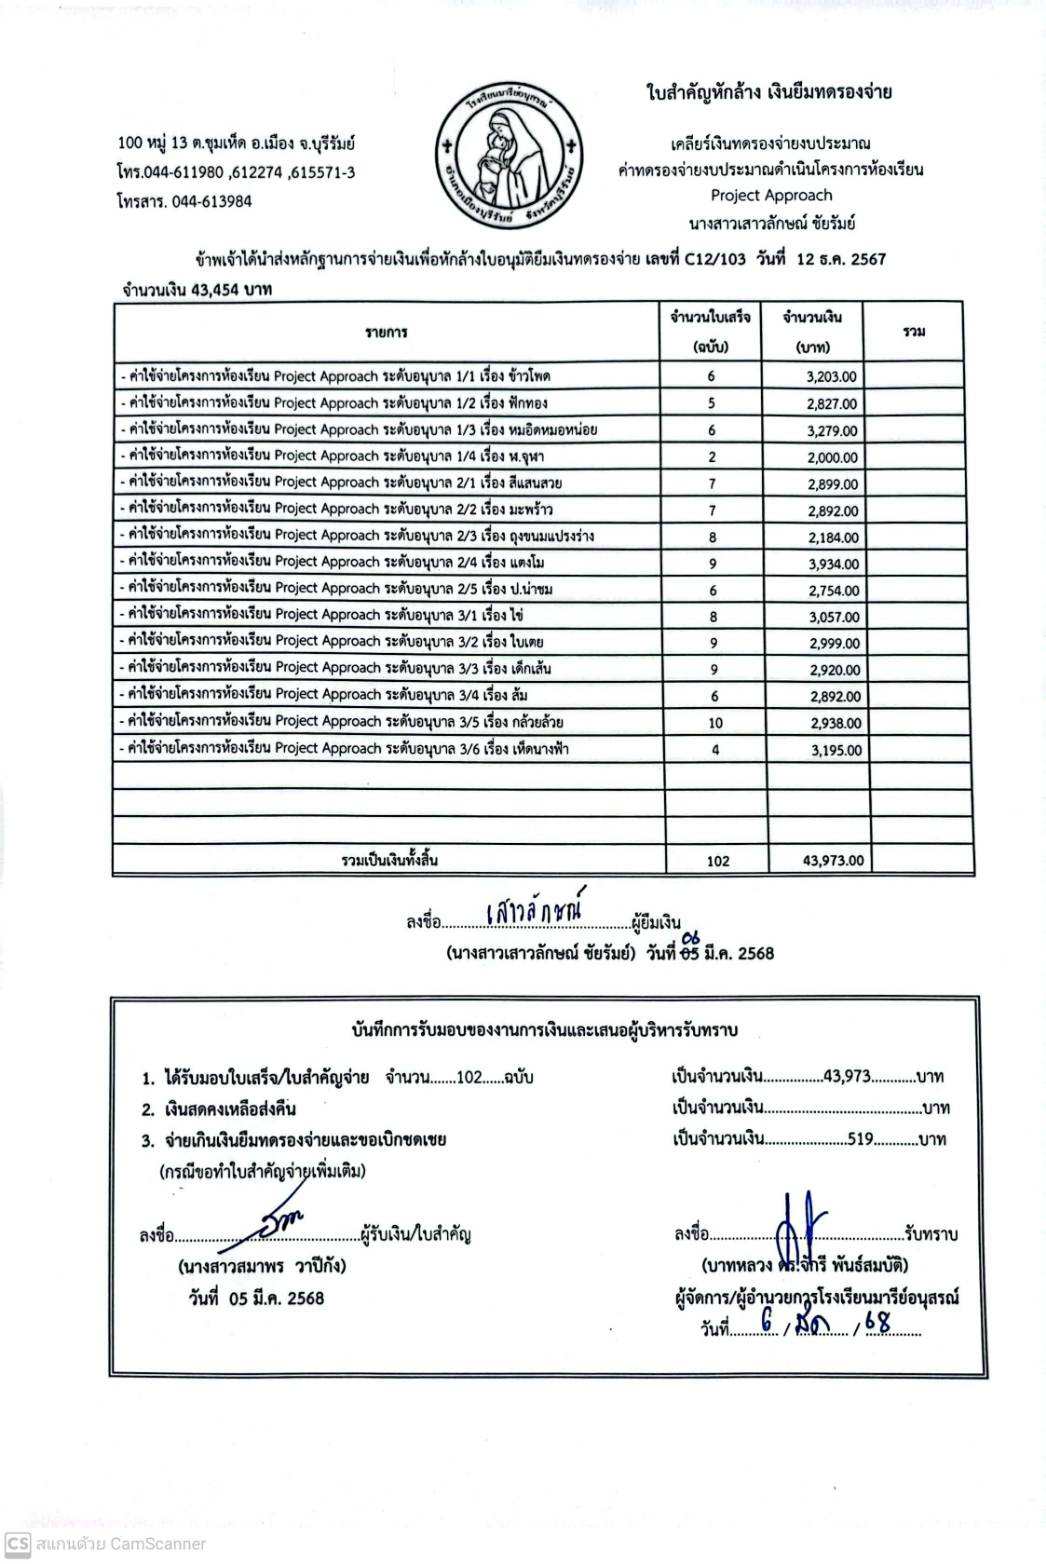 ใบสำคัญหักล้าง เงินยืมทดรองจ่าย
โรงเรียนมารีย์อนุสรณ์
อำเภอเมืองบุรีรัมย์ จังหวัดบุรีรัมย์
100 หมู่ 13 ต.ชุมเห็ด อ.เมือง จ.บุรีรัมย์
โทร.044-611980 ,612274 ,615571-3
โทรสาร. 044-613984
เคลียร์เงินทดรองจ่ายงบประมาณ
ค่าทดรองจ่ายงบประมาณดำเนินโครงการห้องเรียน
Project Approach
นางสาวเสาวลักษณ์ ชัยรัมย์
ข้าพเจ้าได้นำส่งหลักฐานการจ่ายเงินเพื่อหักล้างใบอนุมัติยืมเงินทดรองจ่าย เลขที่ C12/103 วันที่ 12 ธ.ค. 2567
จำนวนเงิน 43,454 บาท
รายการ จำนวนใบเสร็จ (ฉบับ) จำนวนเงิน (บาท) รวม
- ค่าใช้จ่ายโครงการห้องเรียน Project Approach ระดับอนุบาล 1/1 เรื่อง ข้าวโพด 6 3,203.00
- ค่าใช้จ่ายโครงการห้องเรียน Project Approach ระดับอนุบาล 1/2 เรื่อง ฟักทอง 5 2,827.00
- ค่าใช้จ่ายโครงการห้องเรียน Project Approach ระดับอนุบาล 1/3 เรื่อง หมอิดหมอหน่อย 6 3,279.00
- ค่าใช้จ่ายโครงการห้องเรียน Project Approach ระดับอนุบาล 1/4 เรื่อง ฬ.จุฬา 2 2,000.00
- ค่าใช้จ่ายโครงการห้องเรียน Project Approach ระดับอนุบาล 2/1 เรื่อง สีแสนสวย 7 2,899.00
- ค่าใช้จ่ายโครงการห้องเรียน Project Approach ระดับอนุบาล 2/2 เรื่อง มะพร้าว 7 2,892.00
- ค่าใช้จ่ายโครงการห้องเรียน Project Approach ระดับอนุบาล 2/3 เรื่อง ถุงขนมแปรงร่าง 8 2,184.00
- ค่าใช้จ่ายโครงการห้องเรียน Project Approach ระดับอนุบาล 2/4 เรื่อง แตงโม 9 3,934.00
- ค่าใช้จ่ายโครงการห้องเรียน Project Approach ระดับอนุบาล 2/5 เรื่อง ป.น่าชม 6 2,754.00
- ค่าใช้จ่ายโครงการห้องเรียน Project Approach ระดับอนุบาล 3/1 เรื่อง ไข่ 8 3,057.00
- ค่าใช้จ่ายโครงการห้องเรียน Project Approach ระดับอนุบาล 3/2 เรื่อง ใบเตย 9 2,999.00
- ค่าใช้จ่ายโครงการห้องเรียน Project Approach ระดับอนุบาล 3/3 เรื่อง เด็กเส้น 9 2,920.00
- ค่าใช้จ่ายโครงการห้องเรียน Project Approach ระดับอนุบาล 3/4 เรื่อง ส้ม 6 2,892.00
- ค่าใช้จ่ายโครงการห้องเรียน Project Approach ระดับอนุบาล 3/5 เรื่อง กล้วยล้วย 10 2,938.00
- ค่าใช้จ่ายโครงการห้องเรียน Project Approach ระดับอนุบาล 3/6 เรื่อง เห็ดนางฟ้า 4 3,195.00
รวมเป็นเงินทั้งสิ้น 102 43,973.00
ลงชื่อ.....เสาวลักษณ์.....ผู้ยืมเงิน
06
(นางสาวเสาวลักษณ์ ชัยรัมย์) วันที่ 05 มี.ค. 2568
บันทึกการรับมอบของงานการเงินและเสนอผู้บริหารรับทราบ
1. ได้รับมอบใบเสร็จ/ใบสำคัญจ่าย จำนวน......102.....ฉบับ เป็นจำนวนเงิน...............43,973...........บาท
2. เงินสดคงเหลือส่งคืน เป็นจำนวนเงิน.......................................บาท
3. จ่ายเกินเงินยืมทดรองจ่ายและขอเบิกชดเชย เป็นจำนวนเงิน....................519...........บาท
(กรณีขอทำใบสำคัญจ่ายเพิ่มเติม)
ลงชื่อ..............................ผู้รับเงิน/ใบสำคัญ ลงชื่อ..............................รับทราบ
(นางสาวสมาพร วาปีกัง) (บาทหลวง ดร.จักรี พันธ์สมบัติ)
วันที่ 05 มี.ค. 2568 ผู้จัดการ/ผู้อำนวยการโรงเรียนมารีย์อนุสรณ์
วันที่.....6...../ มีค / 68
CS สแกนด้วย CamScanner